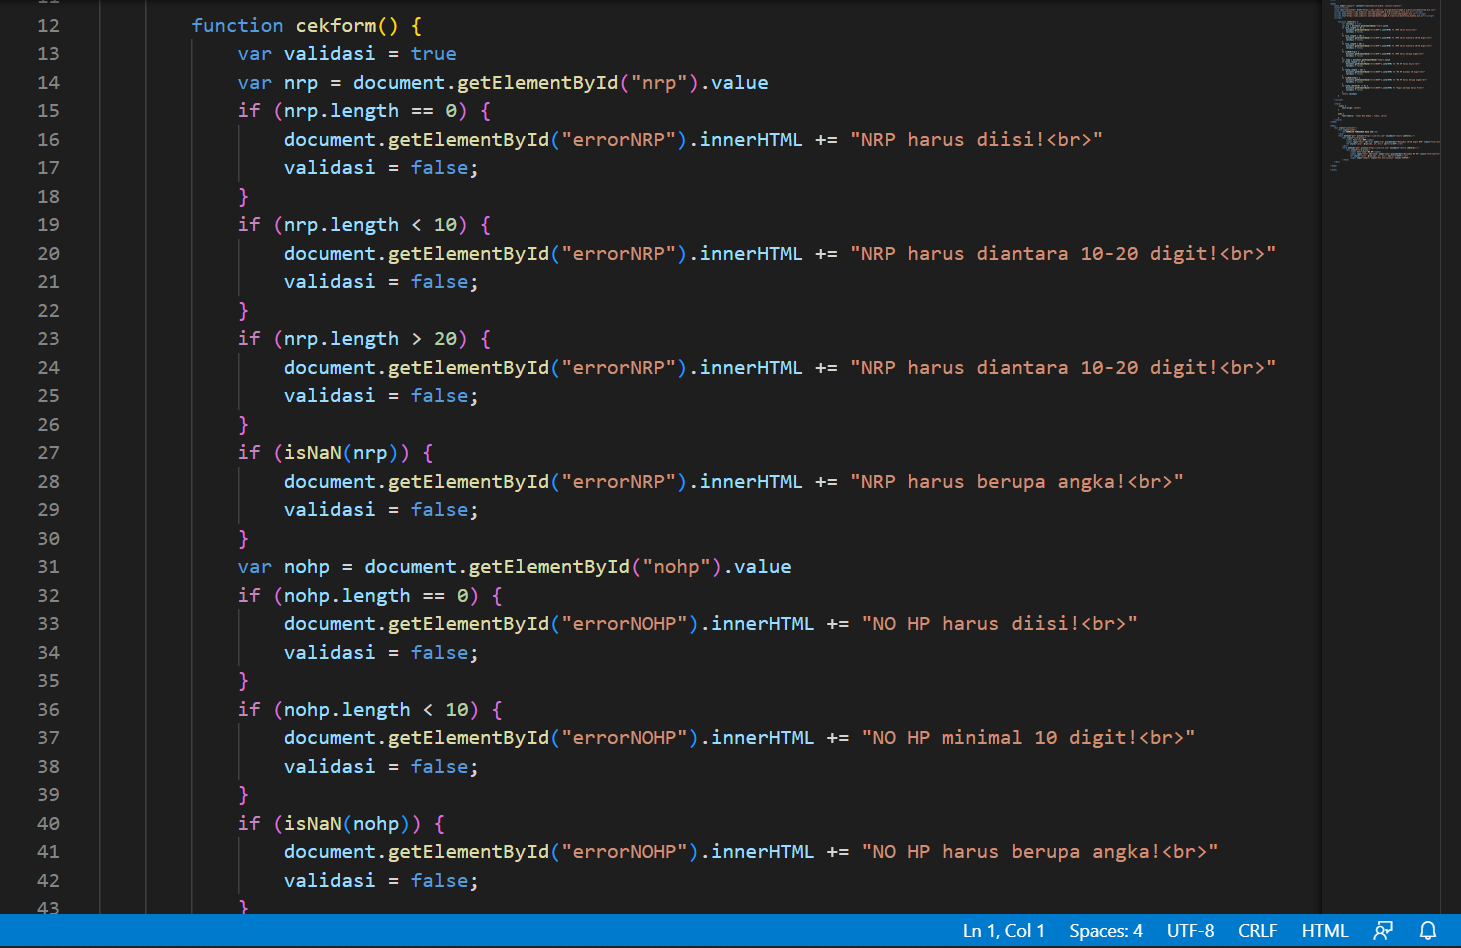 12 function cekform() {
13 var validasi = true
14 var nrp = document.getElementById("nrp").value
15 if (nrp.length == 0) {
16 document.getElementById("errorNRP").innerHTML += "NRP harus diisi!<br>"
17 validasi = false;
18 }
19 if (nrp.length < 10) {
20 document.getElementById("errorNRP").innerHTML += "NRP harus diantara 10-20 digit!<br>"
21 validasi = false;
22 }
23 if (nrp.length > 20) {
24 document.getElementById("errorNRP").innerHTML += "NRP harus diantara 10-20 digit!<br>"
25 validasi = false;
26 }
27 if (isNaN(nrp)) {
28 document.getElementById("errorNRP").innerHTML += "NRP harus berupa angka!<br>"
29 validasi = false;
30 }
31 var nohp = document.getElementById("nohp").value
32 if (nohp.length == 0) {
33 document.getElementById("errorNOHP").innerHTML += "NO HP harus diisi!<br>"
34 validasi = false;
35 }
36 if (nohp.length < 10) {
37 document.getElementById("errorNOHP").innerHTML += "NO HP minimal 10 digit!<br>"
38 validasi = false;
39 }
40 if (isNaN(nohp)) {
41 document.getElementById("errorNOHP").innerHTML += "NO HP harus berupa angka!<br>"
42 validasi = false;
43 }
Ln 1, Col 1 Spaces: 4 UTF-8 CRLF HTML